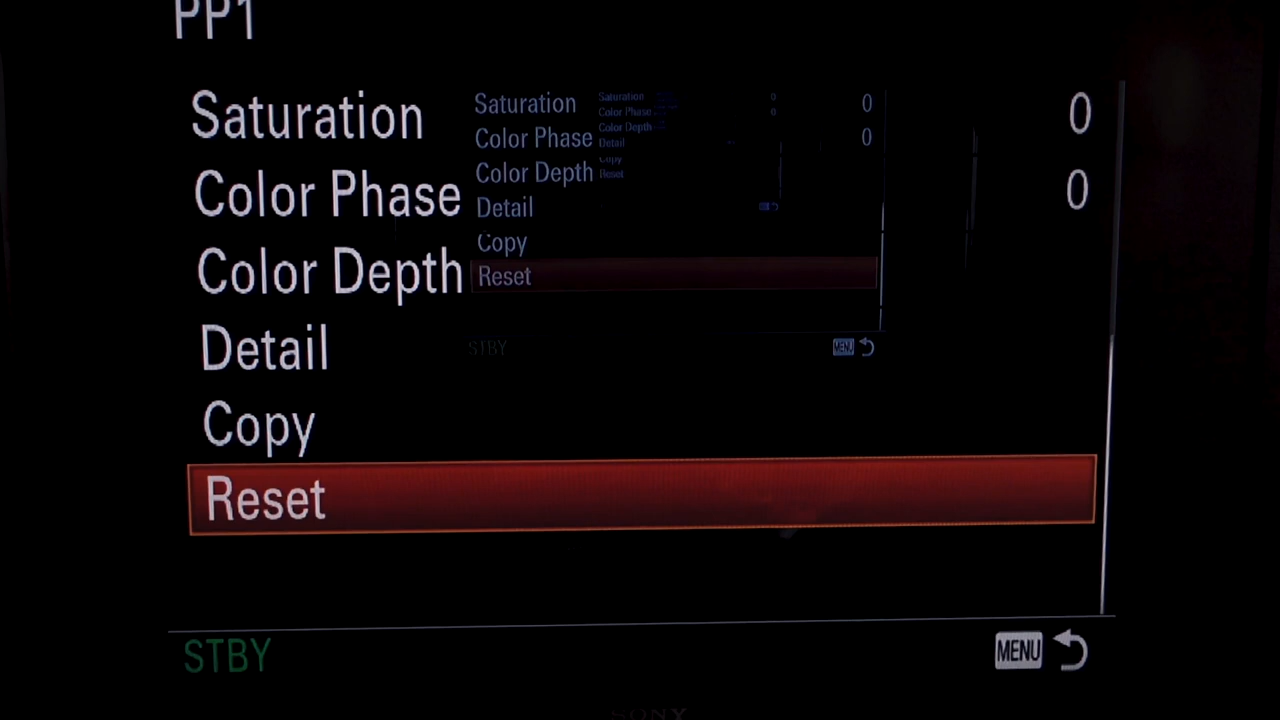 PP1
Saturation 0
Color Phase 0
Color Depth
Detail
Copy
Reset
STBY
MENU
Saturation 0
Color Phase 0
Color Depth
Detail
Copy
Reset
STBY
MENU
Saturation 0
Color Phase 0
Color Depth
Detail
Copy
Reset
SONY